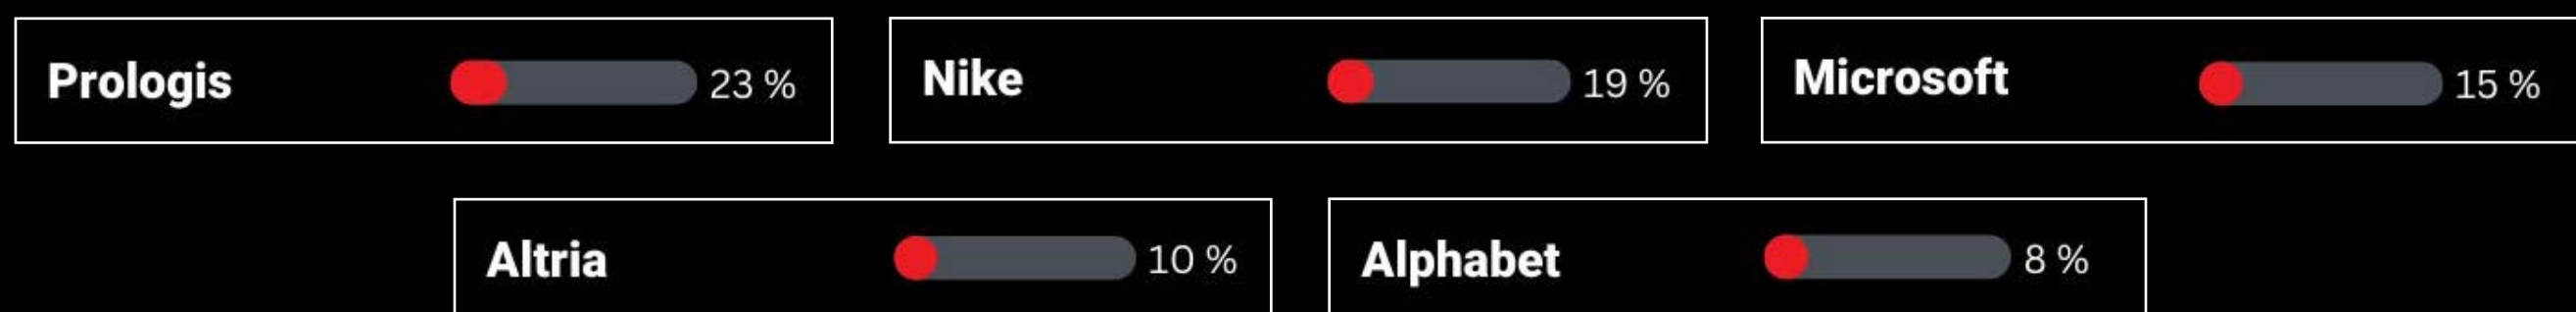 Prologis 23 %
Nike 19 %
Microsoft 15 %
Altria 10 %
Alphabet 8 %